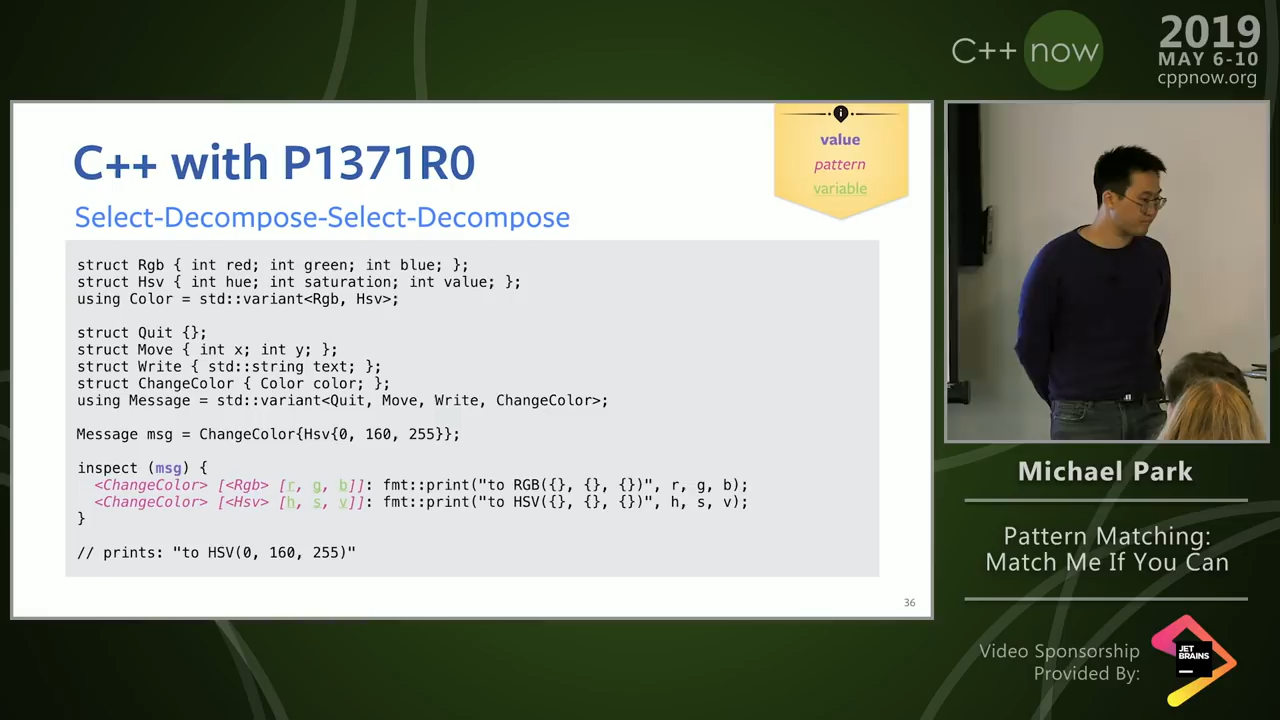 C++ now
2019
MAY 6-10
cppnow.org
C++ with P1371R0
value
pattern
variable
Select-Decompose-Select-Decompose
struct Rgb { int red; int green; int blue; };
struct Hsv { int hue; int saturation; int value; };
using Color = std::variant<Rgb, Hsv>;
struct Quit {};
struct Move { int x; int y; };
struct Write { std::string text; };
struct ChangeColor { Color color; };
using Message = std::variant<Quit, Move, Write, ChangeColor>;
Message msg = ChangeColor{Hsv{0, 160, 255}};
inspect (msg) {
<ChangeColor> [<Rgb> [r, g, b]]: fmt::print("to RGB({}, {}, {})", r, g, b);
<ChangeColor> [<Hsv> [h, s, v]]: fmt::print("to HSV({}, {}, {})", h, s, v);
}
// prints: "to HSV(0, 160, 255)"
36
Michael Park
Pattern Matching:
Match Me If You Can
Video Sponsorship
Provided By:
JET
BRAINS